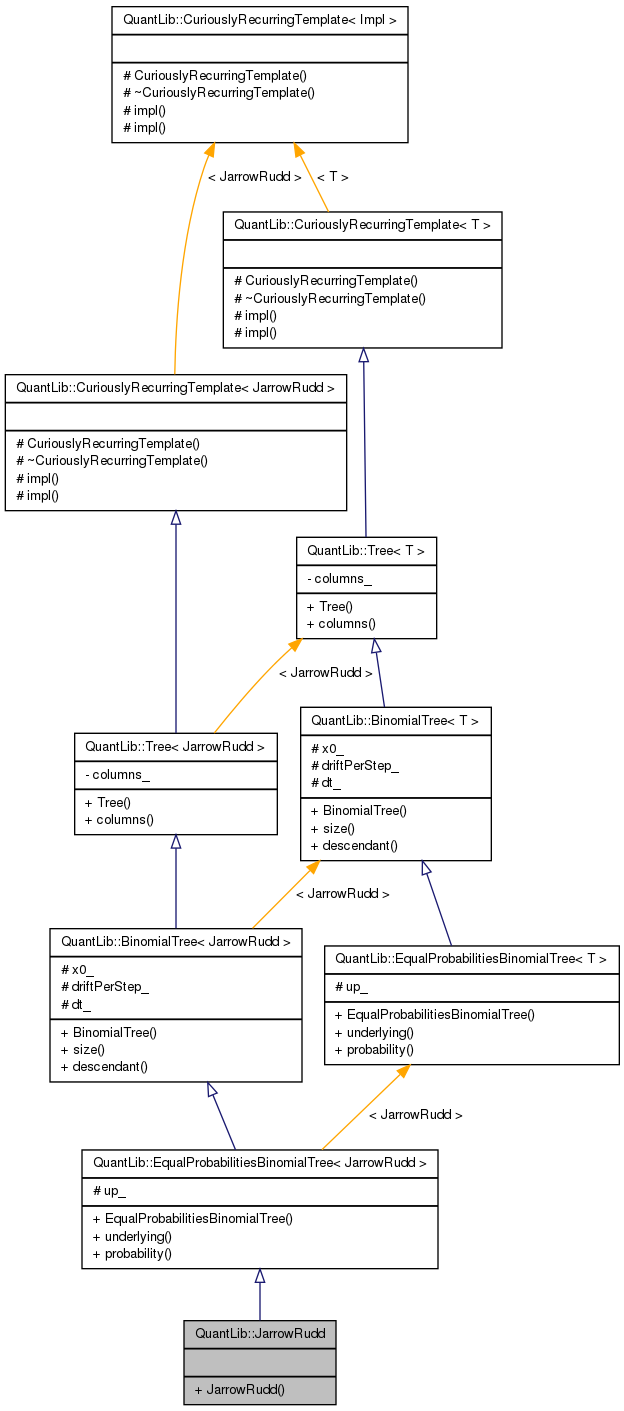 QuantLib::CuriouslyRecurringTemplate< Impl >
# CuriouslyRecurringTemplate()
# ~CuriouslyRecurringTemplate()
# impl()
# impl()
< JarrowRudd >
< T >
QuantLib::CuriouslyRecurringTemplate< T >
# CuriouslyRecurringTemplate()
# ~CuriouslyRecurringTemplate()
# impl()
# impl()
QuantLib::CuriouslyRecurringTemplate< JarrowRudd >
# CuriouslyRecurringTemplate()
# ~CuriouslyRecurringTemplate()
# impl()
# impl()
QuantLib::Tree< T >
- columns_
+ Tree()
+ columns()
< JarrowRudd >
QuantLib::BinomialTree< T >
# x0_
# driftPerStep_
# dt_
+ BinomialTree()
+ size()
+ descendant()
QuantLib::Tree< JarrowRudd >
- columns_
+ Tree()
+ columns()
< JarrowRudd >
QuantLib::BinomialTree< JarrowRudd >
# x0_
# driftPerStep_
# dt_
+ BinomialTree()
+ size()
+ descendant()
QuantLib::EqualProbabilitiesBinomialTree< T >
# up_
+ EqualProbabilitiesBinomialTree()
+ underlying()
+ probability()
< JarrowRudd >
QuantLib::EqualProbabilitiesBinomialTree< JarrowRudd >
# up_
+ EqualProbabilitiesBinomialTree()
+ underlying()
+ probability()
QuantLib::JarrowRudd
+ JarrowRudd()